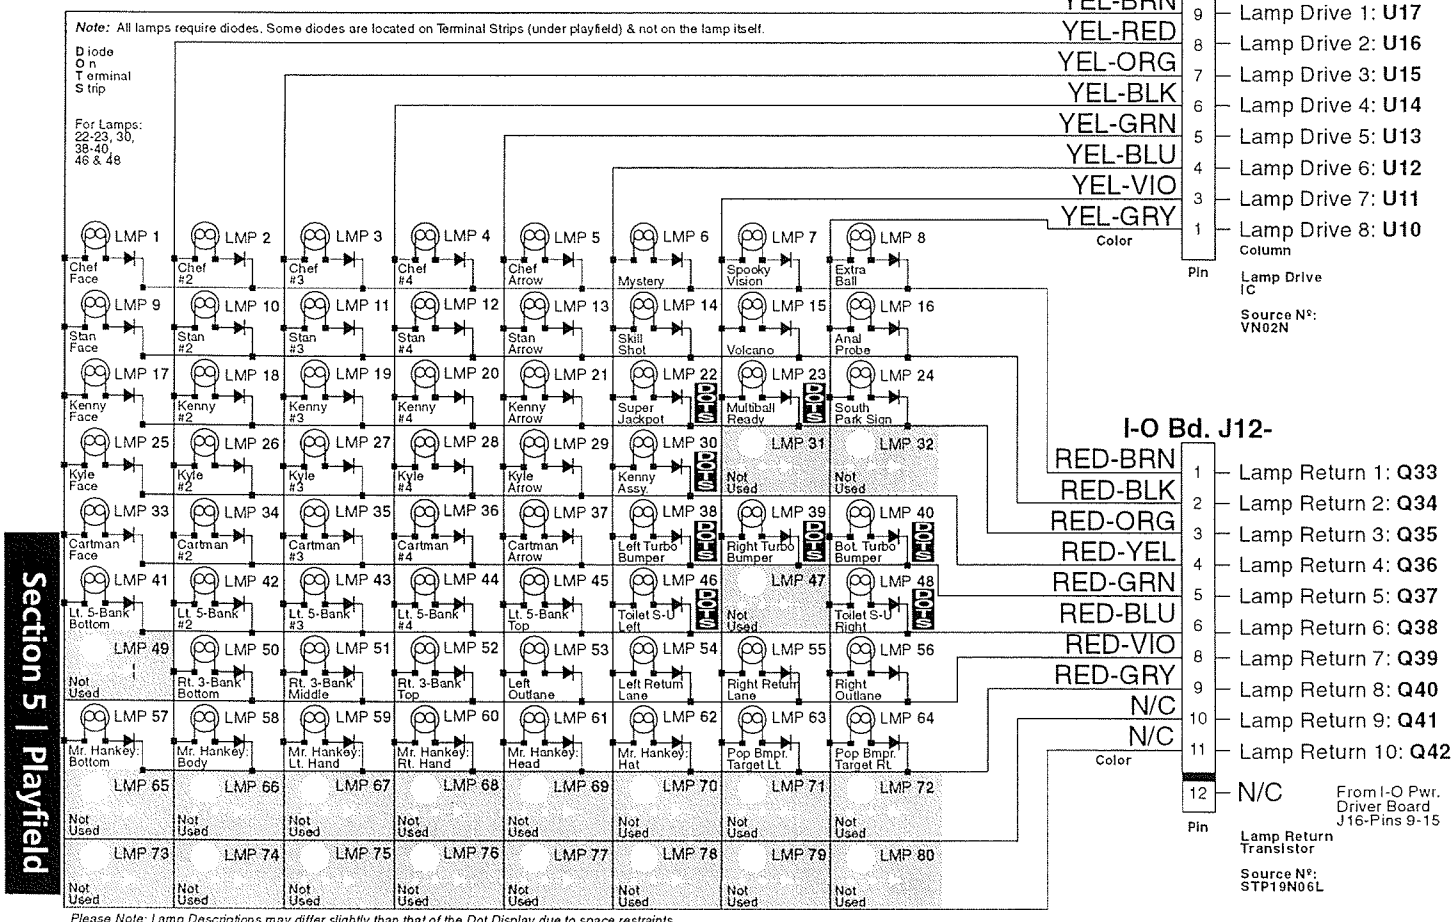 YEL-BRN 9 Lamp Drive 1: U17
Note: All lamps require diodes. Some diodes are located on Terminal Strips (under playfield) & not on the lamp itself.
YEL-RED 8 Lamp Drive 2: U16
Diode
On
Terminal
Strip
YEL-ORG 7 Lamp Drive 3: U15
YEL-BLK 6 Lamp Drive 4: U14
For Lamps:
22-23, 30,
38-40,
46 & 48
YEL-GRN 5 Lamp Drive 5: U13
YEL-BLU 4 Lamp Drive 6: U12
YEL-VIO 3 Lamp Drive 7: U11
YEL-GRY 1 Lamp Drive 8: U10
Color
Column
Pin
Lamp Drive
IC
Source Nº:
VN02N
LMP 1 LMP 2 LMP 3 LMP 4 LMP 5 LMP 6 LMP 7 LMP 8
Chef Chef Chef Chef Chef Spooky Extra
Face #2 #3 #4 Arrow Mystery Vision Ball
LMP 9 LMP 10 LMP 11 LMP 12 LMP 13 LMP 14 LMP 15 LMP 16
Stan Stan Stan Stan Stan Skill Anal
Face #2 #3 #4 Arrow Shot Volcano Probe
LMP 17 LMP 18 LMP 19 LMP 20 LMP 21 LMP 22 LMP 23 LMP 24
DOTS DOTS
Kenny Kenny Kenny Kenny Kenny Super Multiball South
Face #2 #3 #4 Arrow Jackpot Ready Park Sign
LMP 25 LMP 26 LMP 27 LMP 28 LMP 29 LMP 30 LMP 31 LMP 32
DOTS
Kyle Kyle Kyle Kyle Kyle Kenny Not Not
Face #2 #3 #4 Arrow Assy. Used Used
LMP 33 LMP 34 LMP 35 LMP 36 LMP 37 LMP 38 LMP 39 LMP 40
DOTS DOTS DOTS
Cartman Cartman Cartman Cartman Cartman Left Turbo Right Turbo Bot. Turbo
Face #2 #3 #4 Arrow Bumper Bumper Bumper
LMP 41 LMP 42 LMP 43 LMP 44 LMP 45 LMP 46 LMP 47 LMP 48
DOTS DOTS
Lt. 5-Bank Lt. 5-Bank Lt. 5-Bank Lt. 5-Bank Lt. 5-Bank Toilet S-U Not Toilet S-U
Bottom #2 #3 #4 Top Left Used Right
LMP 49 LMP 50 LMP 51 LMP 52 LMP 53 LMP 54 LMP 55 LMP 56
Not Rt. 3-Bank Rt. 3-Bank Rt. 3-Bank Left Left Return Right Return Right
Used Bottom Middle Top Outlane Lane Lane Outlane
LMP 57 LMP 58 LMP 59 LMP 60 LMP 61 LMP 62 LMP 63 LMP 64
Mr. Hankey: Mr. Hankey: Mr. Hankey: Mr. Hankey: Mr. Hankey: Mr. Hankey: Pop Bmpr. Pop Bmpr.
Bottom Body Lt. Hand Rt. Hand Head Hat Target Lt. Target Rt.
LMP 65 LMP 66 LMP 67 LMP 68 LMP 69 LMP 70 LMP 71 LMP 72
Not Not Not Not Not Not Not Not
Used Used Used Used Used Used Used Used
LMP 73 LMP 74 LMP 75 LMP 76 LMP 77 LMP 78 LMP 79 LMP 80
Not Not Not Not Not Not Not Not
Used Used Used Used Used Used Used Used
I-O Bd. J12-
RED-BRN 1 Lamp Return 1: Q33
RED-BLK 2 Lamp Return 2: Q34
RED-ORG 3 Lamp Return 3: Q35
RED-YEL 4 Lamp Return 4: Q36
RED-GRN 5 Lamp Return 5: Q37
RED-BLU 6 Lamp Return 6: Q38
RED-VIO 8 Lamp Return 7: Q39
RED-GRY 9 Lamp Return 8: Q40
N/C 10 Lamp Return 9: Q41
N/C 11 Lamp Return 10: Q42
Color
12 N/C
From I-O Pwr.
Driver Board
J16-Pins 9-15
Pin
Lamp Return
Transistor
Source Nº:
STP19N06L
Section 5 | Playfield
Please Note: Lamp Descriptions may differ slightly than that of the Dot Display due to space restraints.